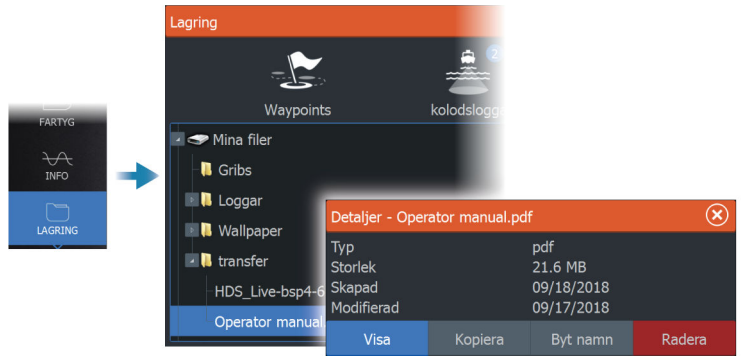 Lagring
2
Waypoints
kolodslogga
FARTYG
INFO
LAGRING
Mina filer
Gribs
Loggar
Wallpaper
transfer
HDS_Live-bsp4-6
Operator manual.
Detaljer - Operator manual.pdf
Typ pdf
Storlek 21.6 MB
Skapad 09/18/2018
Modifierad 09/17/2018
Visa Kopiera Byt namn Radera